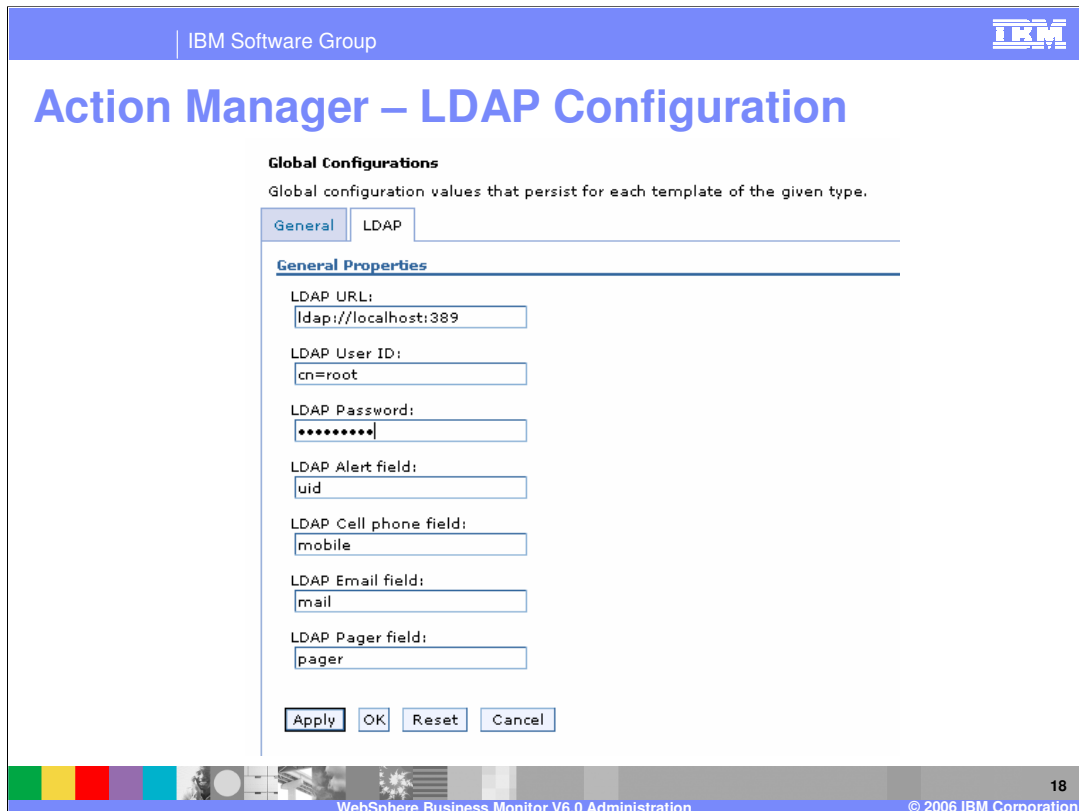 IBM Software Group
IBM
Action Manager – LDAP Configuration
Global Configurations
Global configuration values that persist for each template of the given type.
General
LDAP
General Properties
LDAP URL:
ldap://localhost:389
LDAP User ID:
cn=root
LDAP Password:
•••••••••
LDAP Alert field:
uid
LDAP Cell phone field:
mobile
LDAP Email field:
mail
LDAP Pager field:
pager
Apply OK Reset Cancel
18
WebSphere Business Monitor V6.0 Administration
© 2006 IBM Corporation